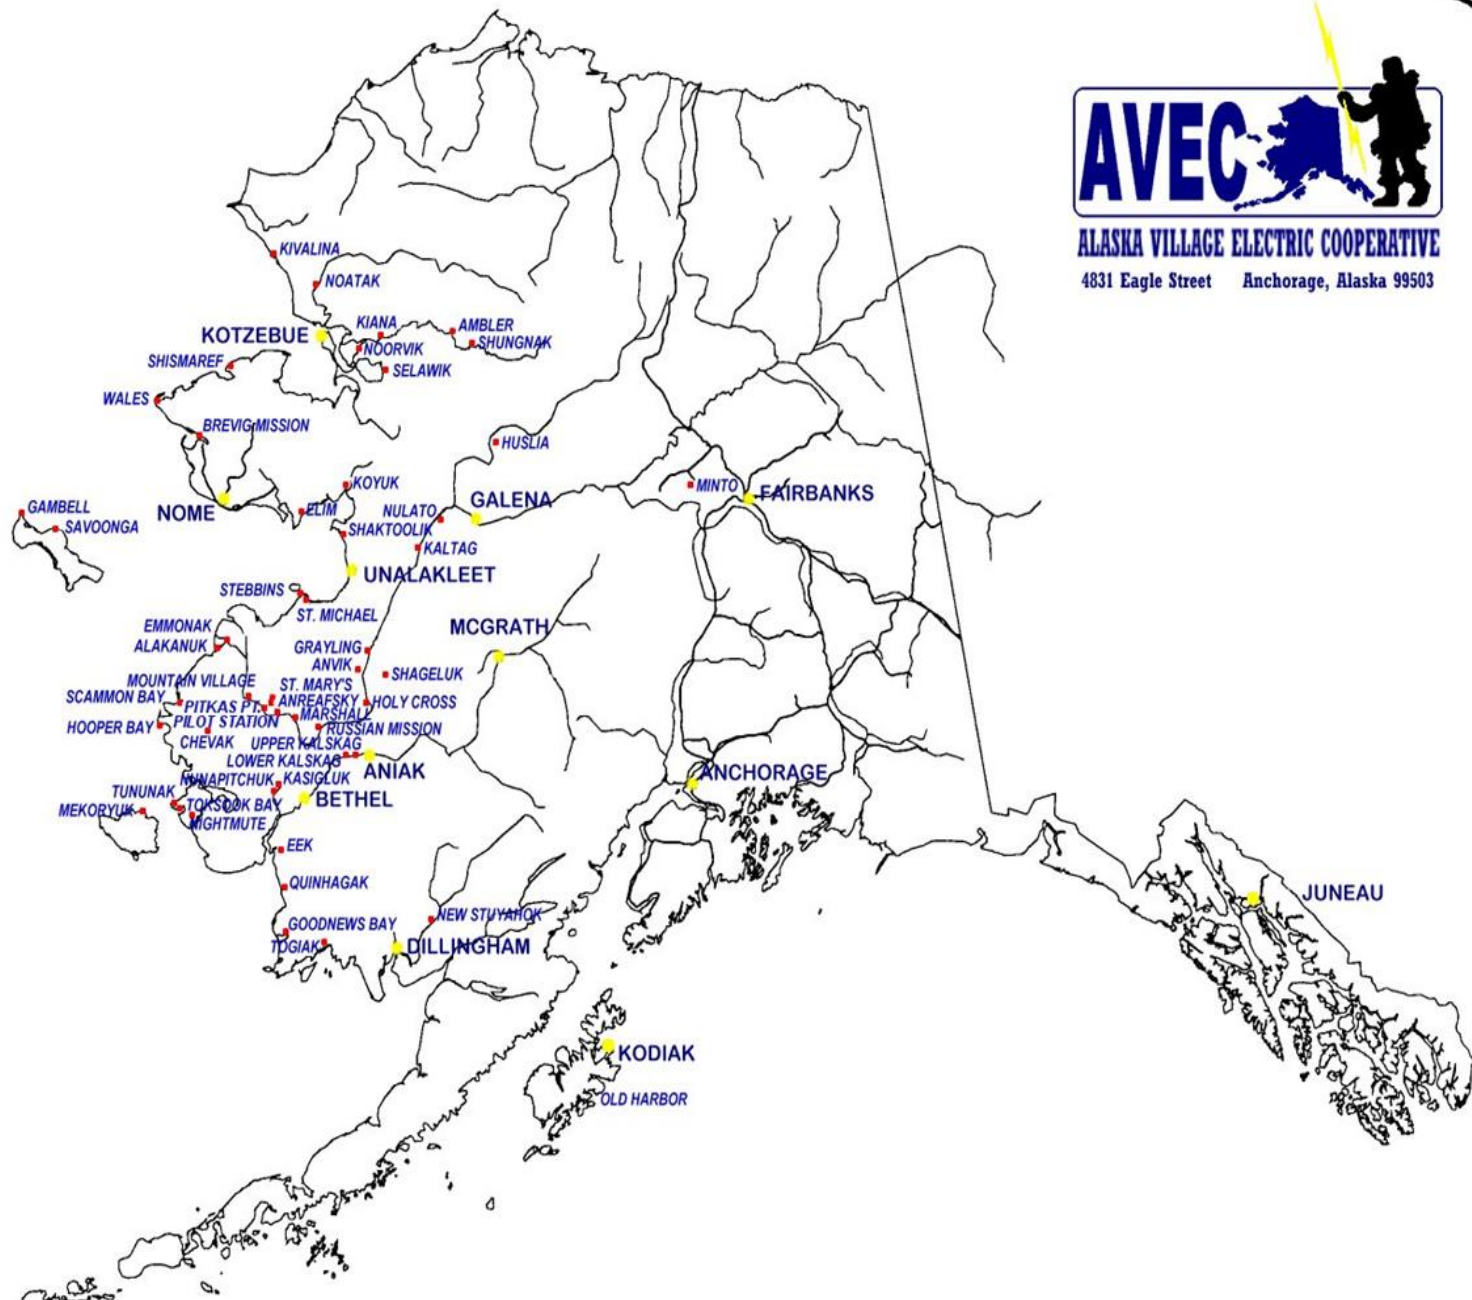 AVEC
ALASKA VILLAGE ELECTRIC COOPERATIVE
4831 Eagle Street Anchorage, Alaska 99503
KIVALINA
NOATAK
KIANA
AMBLER
KOTZEBUE
SHUNGNAK
NOORVIK
SHISMAREF
SELAWIK
WALES
BREVIG MISSION
HUSLIA
KOYUK
MINTO
FAIRBANKS
GALENA
GAMBELL
NOME
ELIM
NULATO
SAVOONGA
SHAKTOOLIK
KALTAG
UNALAKLEET
STEBBINS
ST. MICHAEL
EMMONAK
MCGRATH
ALAKANUK
GRAYLING
ANVIK
SHAGELUK
MOUNTAIN VILLAGE
ST. MARY'S
SCAMMON BAY
PITKAS PT.
ANREAFSKY
HOLY CROSS
MARSHALL
HOOPER BAY
PILOT STATION
RUSSIAN MISSION
CHEVAK
UPPER KALSKAG
LOWER KALSKAG
ANIAK
ANCHORAGE
NUNAPITCHUK
KASIGLUK
TUNUNAK
BETHEL
TOKSOOK BAY
MEKORYUK
NIGHTMUTE
EEK
QUINHAGAK
JUNEAU
NEW STUYAHOK
GOODNEWS BAY
TOGIAK
DILLINGHAM
KODIAK
OLD HARBOR